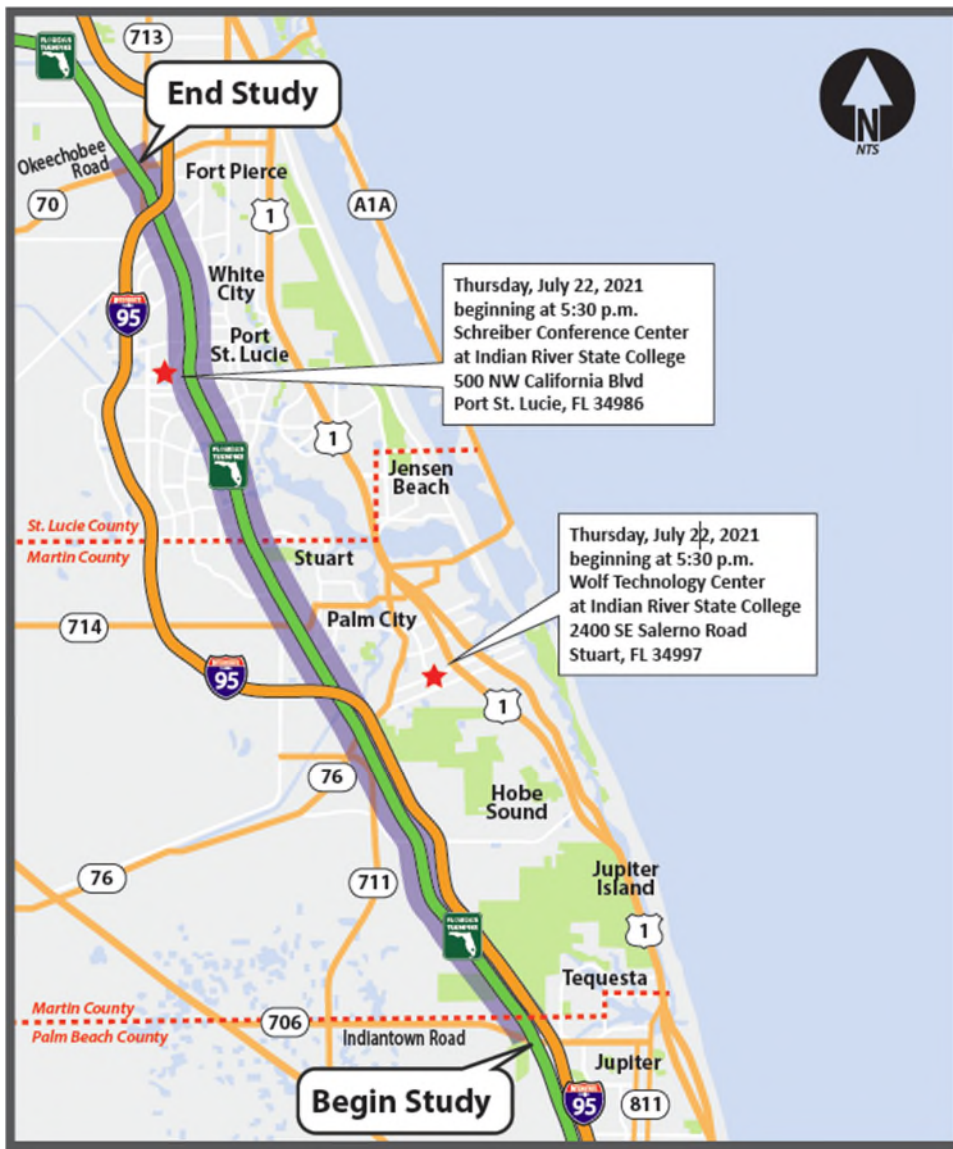 713
FLORIDA'S
TURNPIKE
End Study
N
NTS
Okeechobee
Road
Fort Pierce
70
1
A1A
White
City
Thursday, July 22, 2021
beginning at 5:30 p.m.
Schreiber Conference Center
at Indian River State College
500 NW California Blvd
Port St. Lucie, FL 34986
95
Port
St. Lucie
1
Jensen
Beach
St. Lucie County
Martin County
Stuart
Thursday, July 22, 2021
beginning at 5:30 p.m.
Wolf Technology Center
at Indian River State College
2400 SE Salerno Road
Stuart, FL 34997
Palm City
714
95
1
76
Hobe
Sound
76
711
Jupiter
Island
1
Tequesta
Martin County
Palm Beach County
706
Indiantown Road
Jupiter
Begin Study
95
811